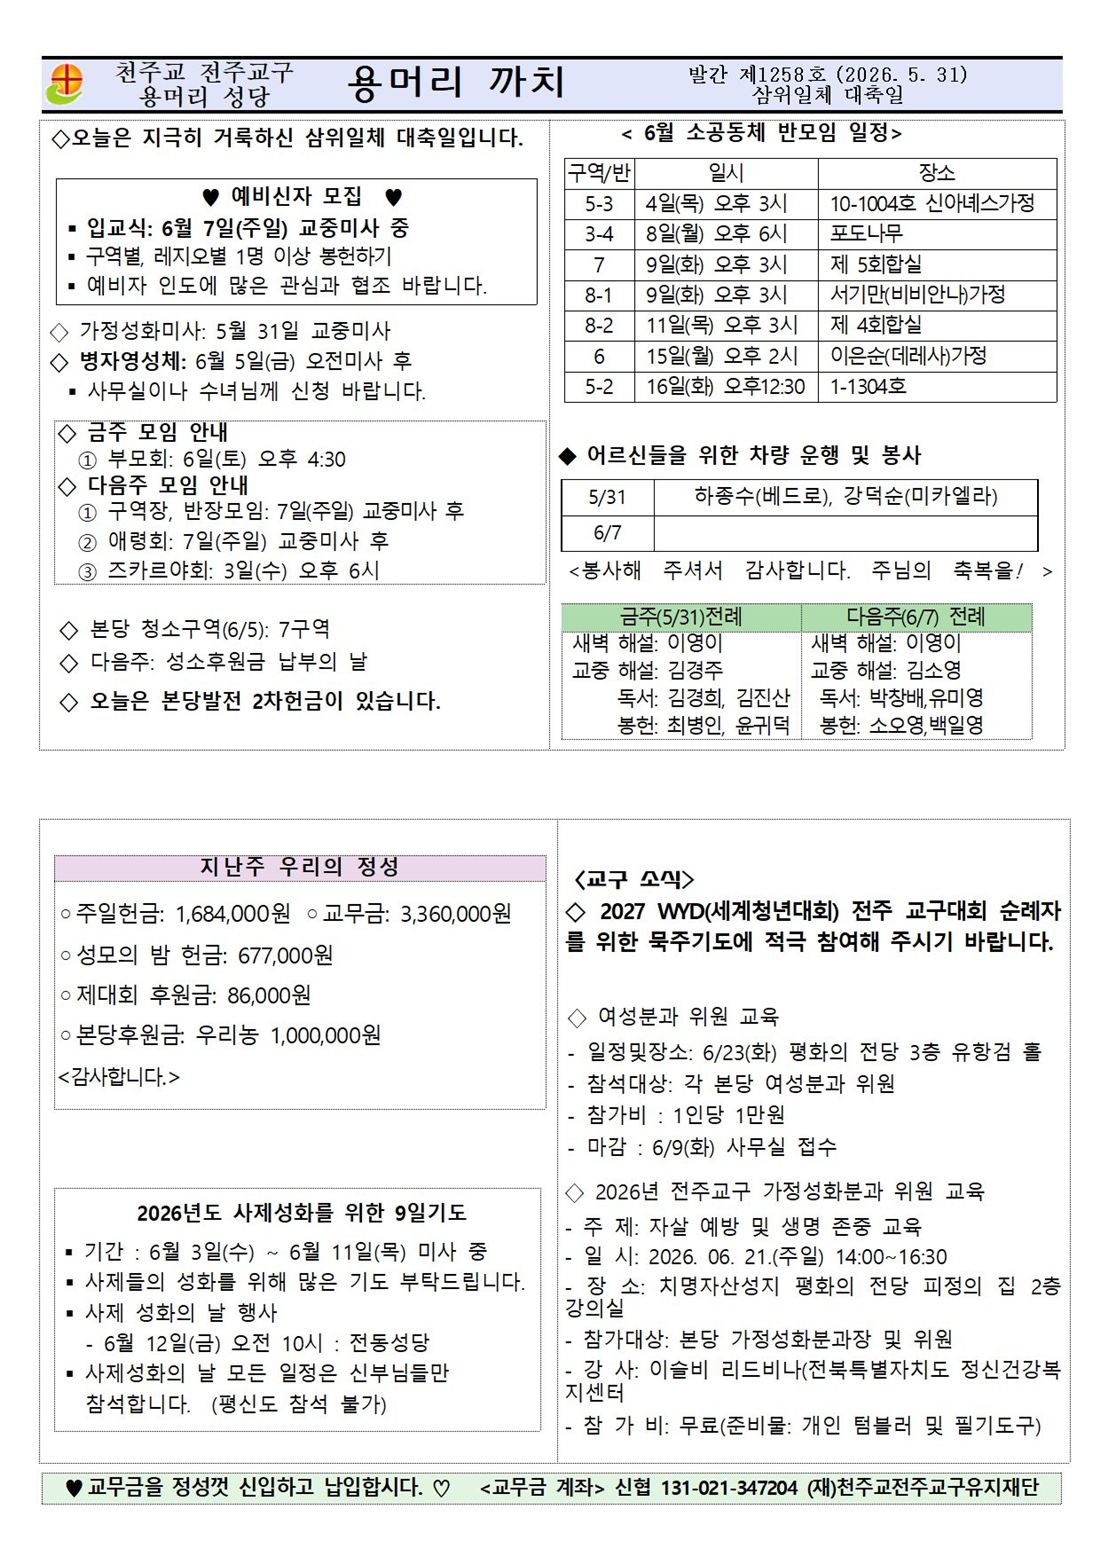 천주교 전주교구
용머리 성당
용머리 까치
발간 제1258호 (2026. 5. 31)
삼위일체 대축일
◇오늘은 지극히 거룩하신 삼위일체 대축일입니다.
♥ 예비신자 모집 ♥
▪ 입교식: 6월 7일(주일) 교중미사 중
▪ 구역별, 레지오별 1명 이상 봉헌하기
▪ 예비자 인도에 많은 관심과 협조 바랍니다.
◇ 가정성화미사: 5월 31일 교중미사
◇ 병자영성체: 6월 5일(금) 오전미사 후
▪ 사무실이나 수녀님께 신청 바랍니다.
◇ 금주 모임 안내
① 부모회: 6일(토) 오후 4:30
◇ 다음주 모임 안내
① 구역장, 반장모임: 7일(주일) 교중미사 후
② 애령회: 7일(주일) 교중미사 후
③ 즈카르야회: 3일(수) 오후 6시
◇ 본당 청소구역(6/5): 7구역
◇ 다음주: 성소후원금 납부의 날
◇ 오늘은 본당발전 2차헌금이 있습니다.
< 6월 소공동체 반모임 일정>
구역/반 일시 장소
5-3 4일(목) 오후 3시 10-1004호 신아녜스가정
3-4 8일(월) 오후 6시 포도나무
7 9일(화) 오후 3시 제 5회합실
8-1 9일(화) 오후 3시 서기만(비비안나)가정
8-2 11일(목) 오후 3시 제 4회합실
6 15일(월) 오후 2시 이은순(데레사)가정
5-2 16일(화) 오후12:30 1-1304호
◆ 어르신들을 위한 차량 운행 및 봉사
5/31 하종수(베드로), 강덕순(미카엘라)
6/7
<봉사해 주셔서 감사합니다. 주님의 축복을! >
금주(5/31)전례 다음주(6/7) 전례
새벽 해설: 이영이 새벽 해설: 이영이
교중 해설: 김경주 교중 해설: 김소영
독서: 김경희, 김진산 독서: 박창배,유미영
봉헌: 최병인, 윤귀덕 봉헌: 소오영,백일영
지난주 우리의 정성
○ 주일헌금: 1,684,000원 ○ 교무금: 3,360,000원
○ 성모의 밤 헌금: 677,000원
○ 제대회 후원금: 86,000원
○ 본당후원금: 우리농 1,000,000원
<감사합니다.>
2026년도 사제성화를 위한 9일기도
▪ 기간 : 6월 3일(수) ~ 6월 11일(목) 미사 중
▪ 사제들의 성화를 위해 많은 기도 부탁드립니다.
▪ 사제 성화의 날 행사
- 6월 12일(금) 오전 10시 : 전동성당
▪ 사제성화의 날 모든 일정은 신부님들만
참석합니다. (평신도 참석 불가)
<교구 소식>
◇ 2027 WYD(세계청년대회) 전주 교구대회 순례자
를 위한 묵주기도에 적극 참여해 주시기 바랍니다.
◇ 여성분과 위원 교육
- 일정및장소: 6/23(화) 평화의 전당 3층 유항검 홀
- 참석대상: 각 본당 여성분과 위원
- 참가비 : 1인당 1만원
- 마감 : 6/9(화) 사무실 접수
◇ 2026년 전주교구 가정성화분과 위원 교육
- 주 제: 자살 예방 및 생명 존중 교육
- 일 시: 2026. 06. 21.(주일) 14:00~16:30
- 장 소: 치명자산성지 평화의 전당 피정의 집 2층
강의실
- 참가대상: 본당 가정성화분과장 및 위원
- 강 사: 이슬비 리드비나(전북특별자치도 정신건강복
지센터
- 참 가 비: 무료(준비물: 개인 텀블러 및 필기도구)
♥ 교무금을 정성껏 신입하고 납입합시다. ♡ <교무금 계좌> 신협 131-021-347204 (재)천주교전주교구유지재단